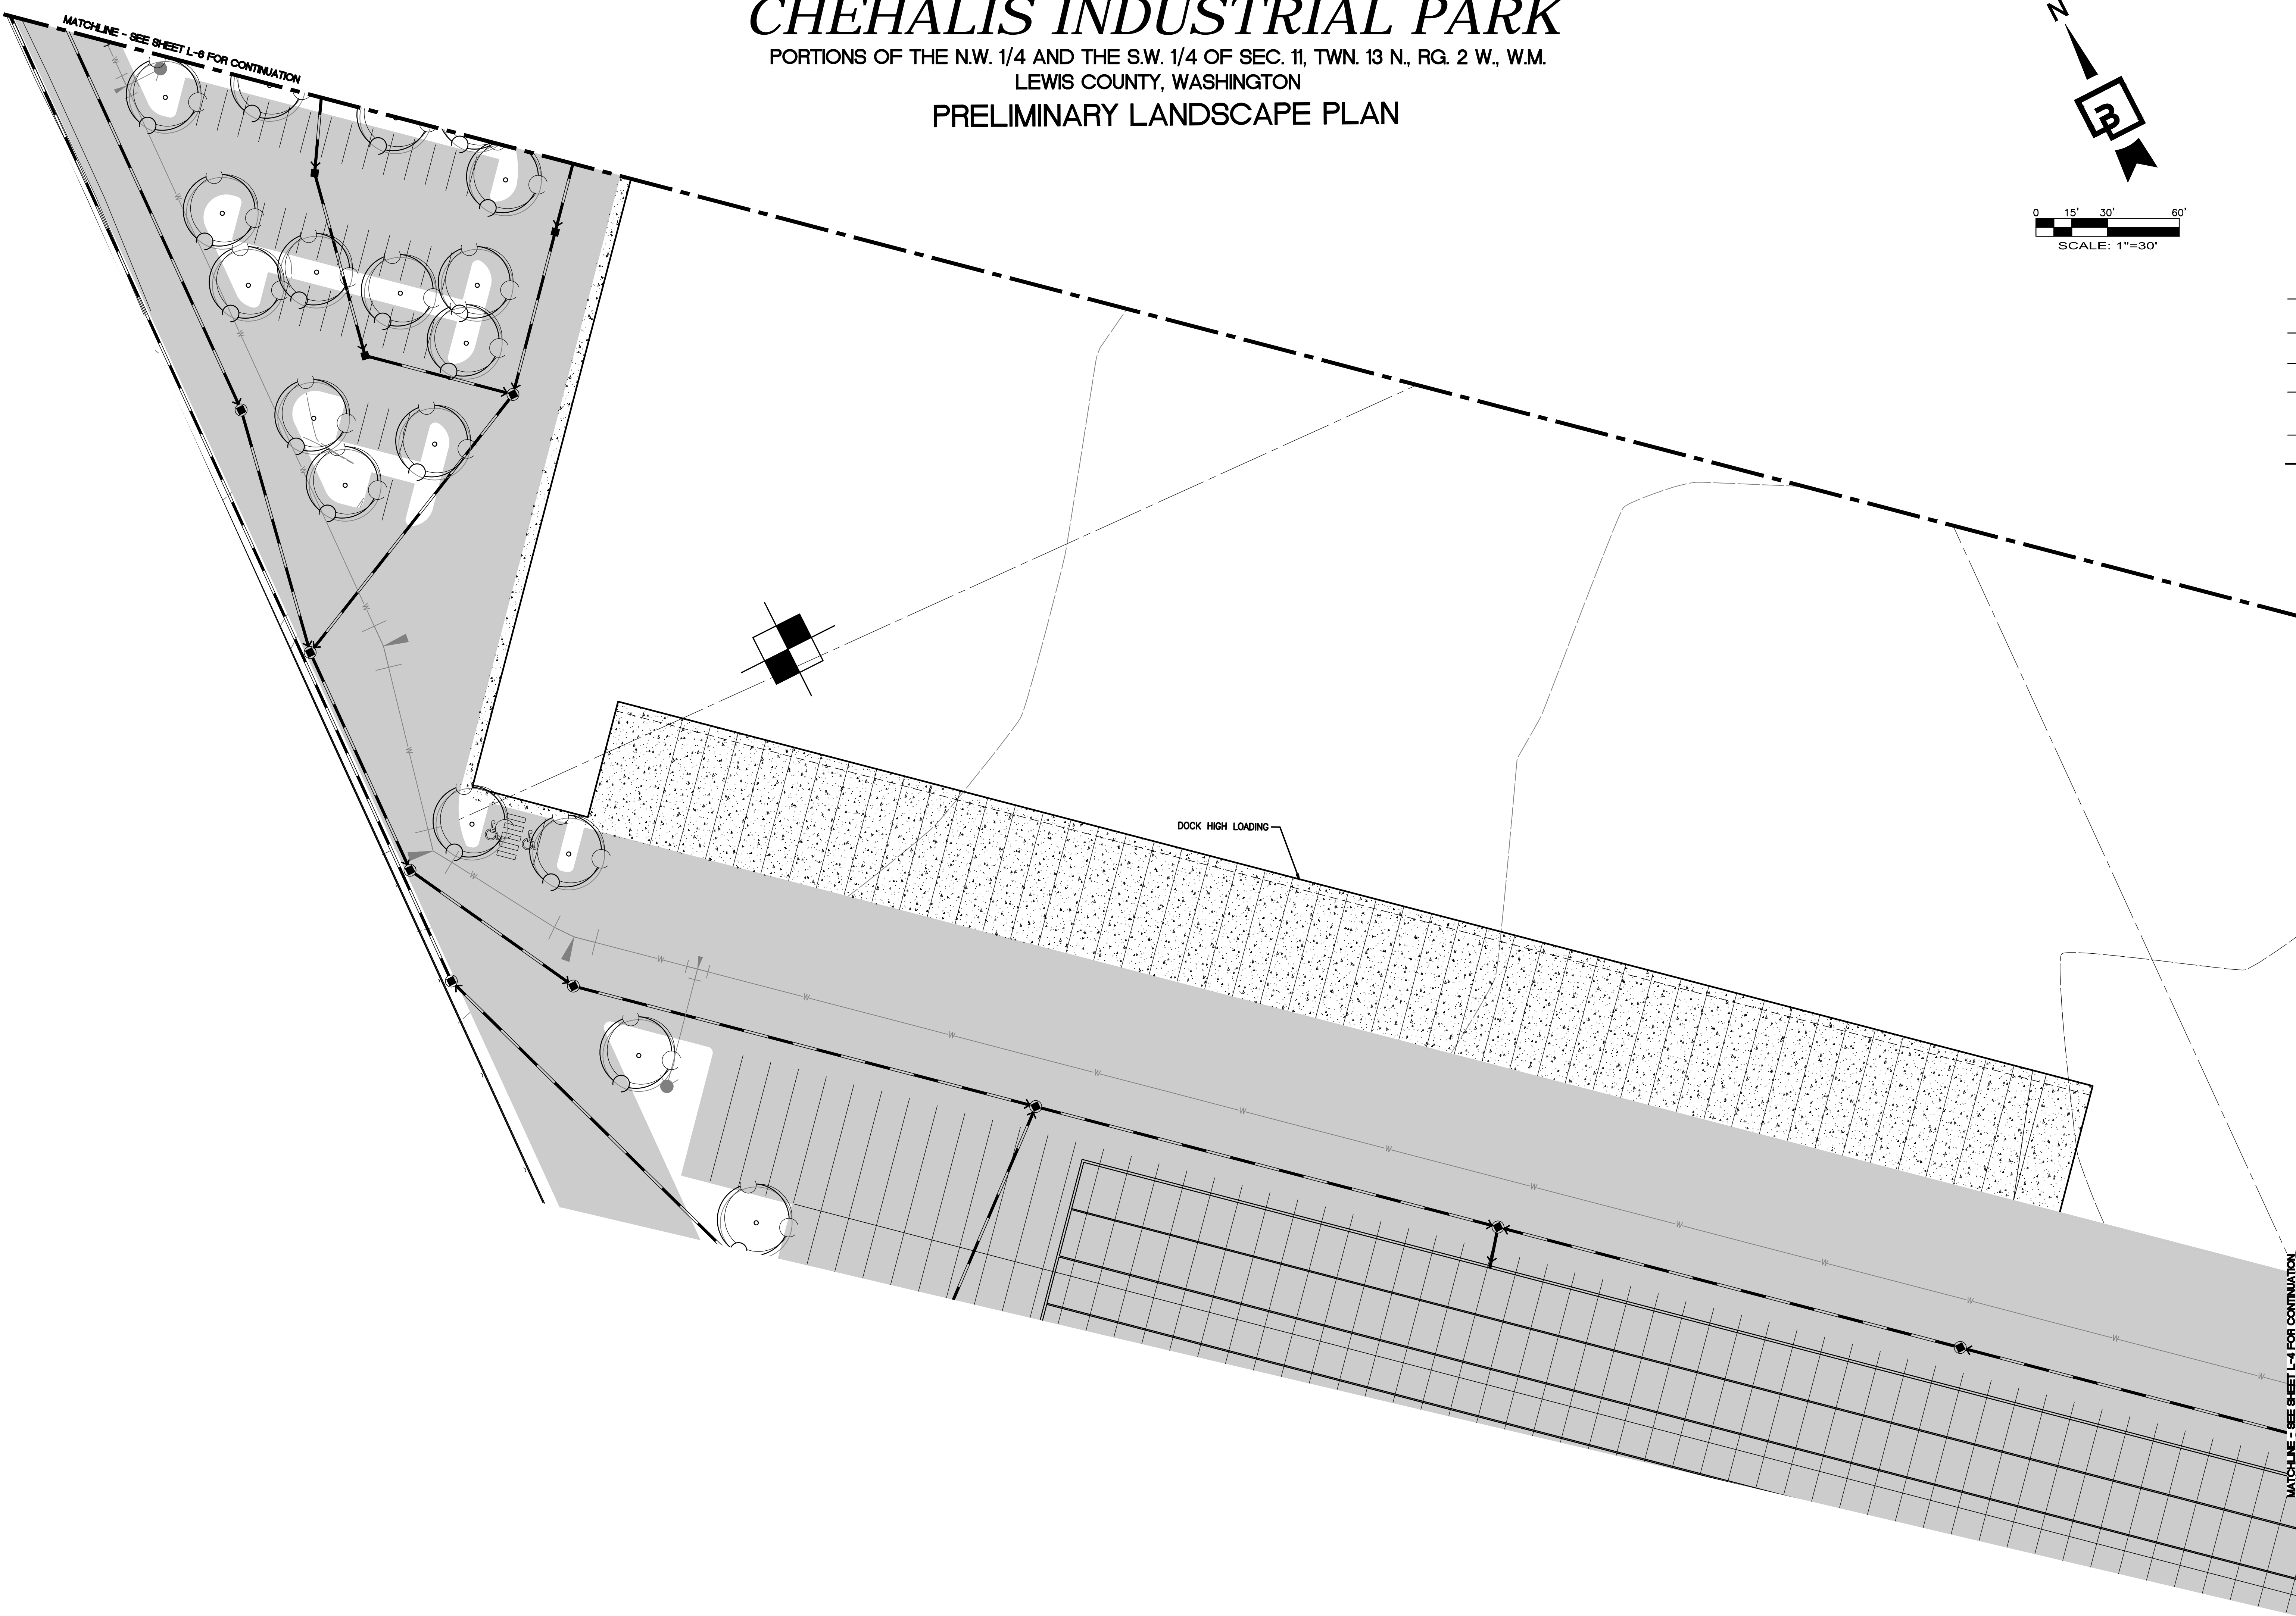 CHEHALIS INDUSTRIAL PARK
PORTIONS OF THE N.W. 1/4 AND THE S.W. 1/4 OF SEC. 11, TWN. 13 N., RG. 2 W., W.M.
LEWIS COUNTY, WASHINGTON
PRELIMINARY LANDSCAPE PLAN
N
0 15' 30' 60'
SCALE: 1"=30'
MATCHLINE - SEE SHEET L-6 FOR CONTINUATION
W
W
W
W
W
W
DOCK HIGH LOADING
W
W
W
W
W
W
W
W
W
W
W
W
W
MATCHLINE - SEE SHEET L-4 FOR CONTINUATION